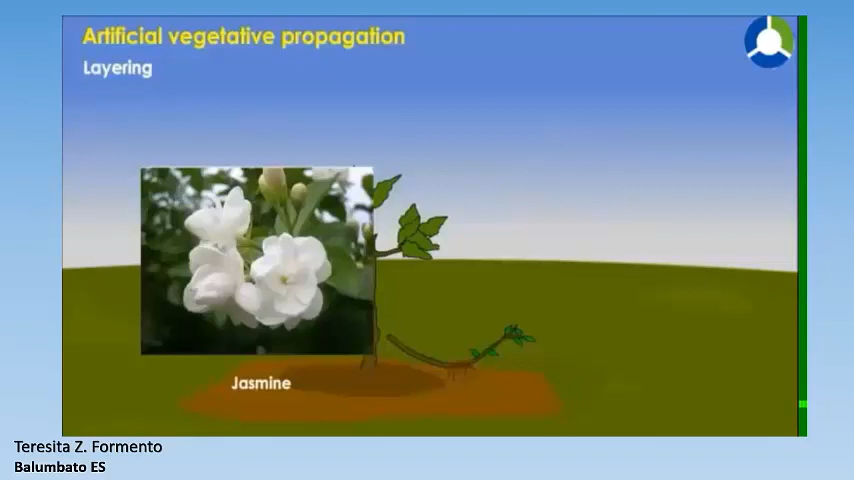 Artificial vegetative propagation
Layering
Jasmine
Teresita Z. Formento
Balumbato ES